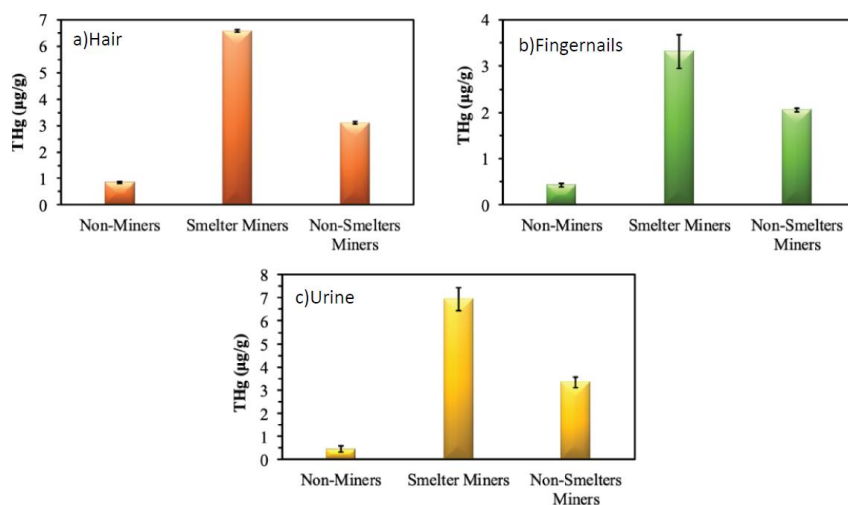 a)Hair
THg (µg/g)
7
6
5
4
3
2
1
0
Non-Miners
Smelter Miners
Non-Smelters
Miners
b)Fingernails
THg (µg/g)
4
3
2
1
0
Non-Miners
Smelter Miners
Non-Smelters
Miners
c)Urine
THg (µg/g)
8
7
6
5
4
3
2
1
0
Non-Miners
Smelter Miners
Non-Smelters
Miners